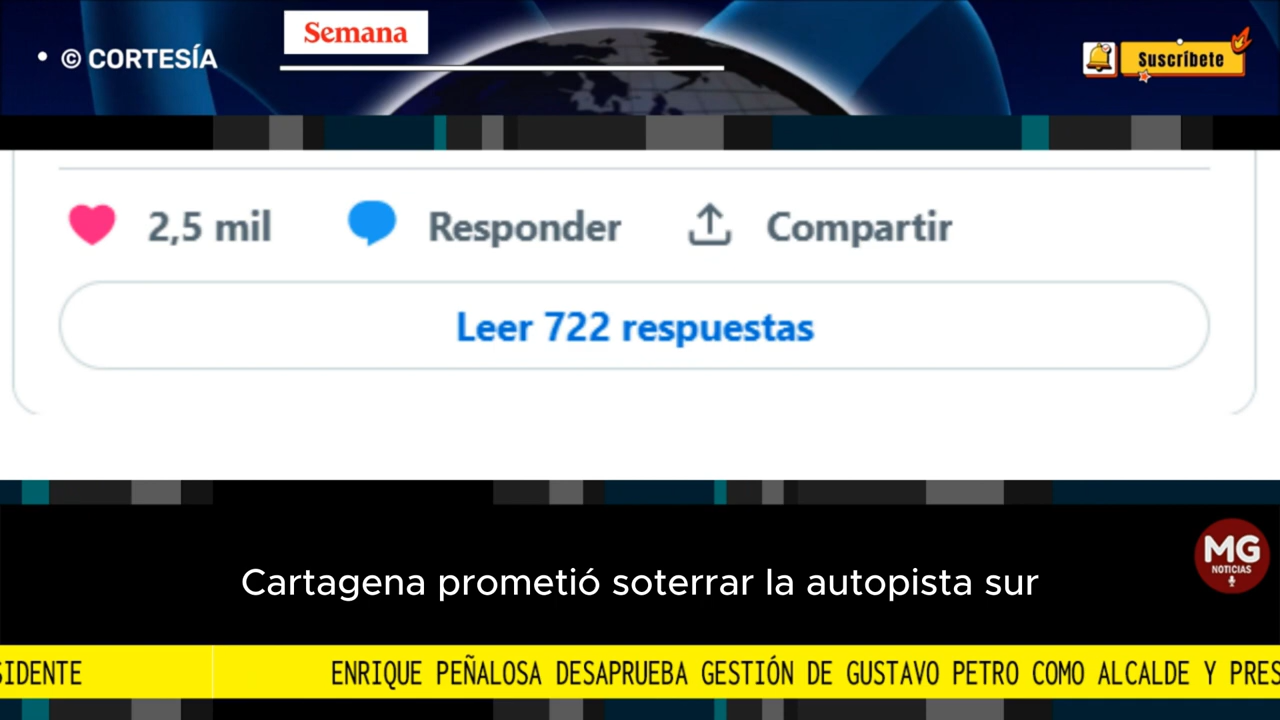 • © CORTESÍA
Semana
Suscríbete
2,5 mil
Responder
Compartir
Leer 722 respuestas
MG
NOTICIAS
Cartagena prometió soterrar la autopista sur
SIDENTE
ENRIQUE PEÑALOSA DESAPRUEBA GESTIÓN DE GUSTAVO PETRO COMO ALCALDE Y PRES